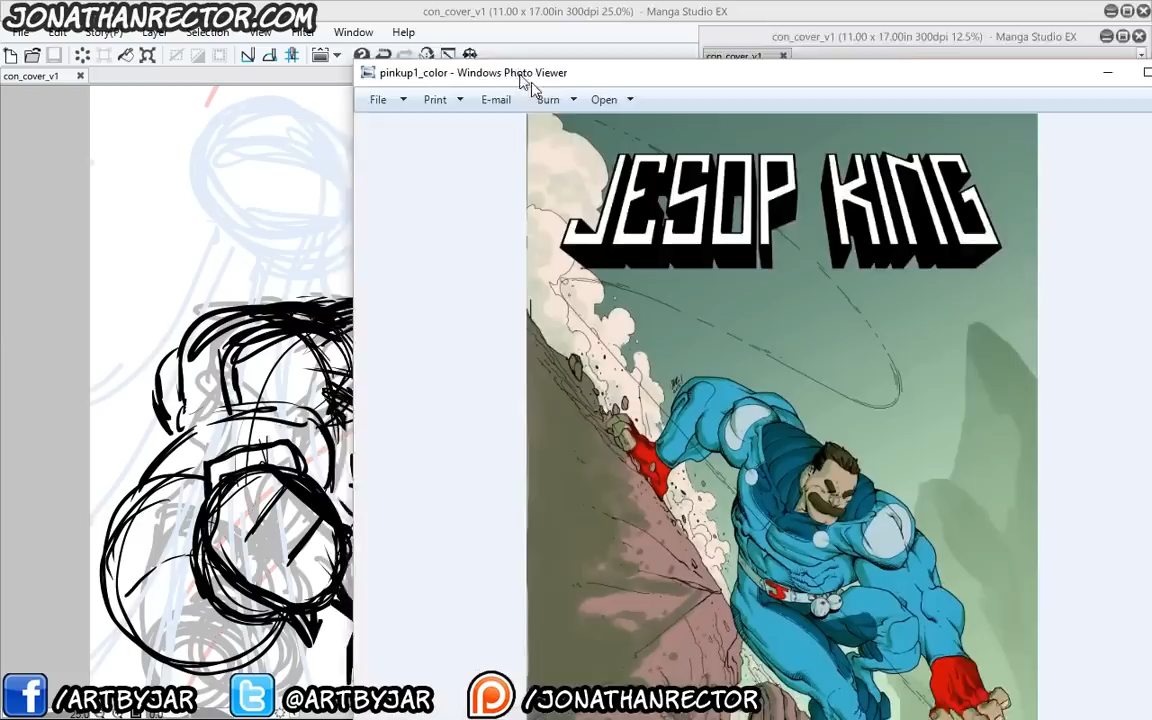 JONATHANRECTOR.COM
con_cover_v1 (11.00 x 17.00in 300dpi 25.0%) - Manga Studio EX
File Edit Story(P) Layer Selection View Filter Window Help
con_cover_v1 (11.00 x 17.00in 300dpi 12.5%) - Manga Studio EX
con_cover_v1
con_cover_v1
pinkup1_color - Windows Photo Viewer
File Print E-mail Burn Open
JESOP KING
/ARTBYJAR @ARTBYJAR /JONATHANRECTOR